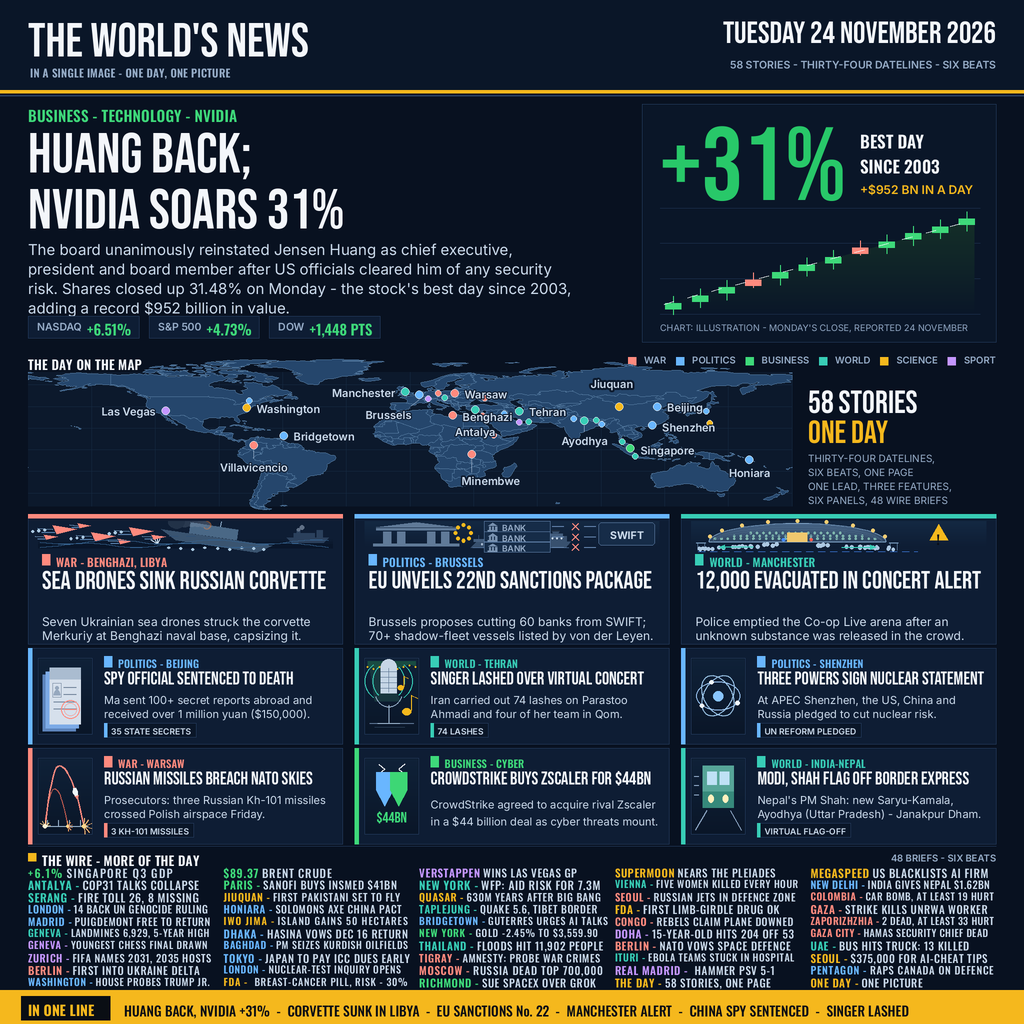 THE WORLD'S NEWS
IN A SINGLE IMAGE - ONE DAY, ONE PICTURE
TUESDAY 24 NOVEMBER 2026
58 STORIES - THIRTY-FOUR DATELINES - SIX BEATS
BUSINESS - TECHNOLOGY - NVIDIA
HUANG BACK;
NVIDIA SOARS 31%
The board unanimously reinstated Jensen Huang as chief executive,
president and board member after US officials cleared him of any security
risk. Shares closed up 31.48% on Monday - the stock's best day since 2003,
adding a record $952 billion in value.
NASDAQ +6.51%
S&P 500 +4.73%
DOW +1,448 PTS
+31%
BEST DAY
SINCE 2003
+$952 BN IN A DAY
CHART: ILLUSTRATION - MONDAY'S CLOSE, REPORTED 24 NOVEMBER
THE DAY ON THE MAP
WAR
POLITICS
BUSINESS
WORLD
SCIENCE
SPORT
Las Vegas
Washington
Bridgetown
Villavicencio
Manchester
Brussels
Warsaw
Benghazi
Antalya
Tehran
Minembwe
Jiuquan
Beijing
Shenzhen
Ayodhya
Singapore
Honiara
58 STORIES
ONE DAY
THIRTY-FOUR DATELINES,
SIX BEATS, ONE PAGE
ONE LEAD, THREE FEATURES,
SIX PANELS, 48 WIRE BRIEFS
WAR - BENGHAZI, LIBYA
SEA DRONES SINK RUSSIAN CORVETTE
Seven Ukrainian sea drones struck the corvette
Merkuriy at Benghazi naval base, capsizing it.
BANK
BANK
BANK
SWIFT
POLITICS - BRUSSELS
EU UNVEILS 22ND SANCTIONS PACKAGE
Brussels proposes cutting 60 banks from SWIFT;
70+ shadow-fleet vessels listed by von der Leyen.
WORLD - MANCHESTER
12,000 EVACUATED IN CONCERT ALERT
Police emptied the Co-op Live arena after an
unknown substance was released in the crowd.
POLITICS - BEIJING
SPY OFFICIAL SENTENCED TO DEATH
Ma sent 100+ secret reports abroad and
received over 1 million yuan ($150,000).
35 STATE SECRETS
WORLD - TEHRAN
SINGER LASHED OVER VIRTUAL CONCERT
Iran carried out 74 lashes on Parastoo
Ahmadi and four of her team in Qom.
74 LASHES
POLITICS - SHENZHEN
THREE POWERS SIGN NUCLEAR STATEMENT
At APEC Shenzhen, the US, China and
Russia pledged to cut nuclear risk.
UN REFORM PLEDGED
WAR - WARSAW
RUSSIAN MISSILES BREACH NATO SKIES
Prosecutors: three Russian Kh-101 missiles
crossed Polish airspace Friday.
3 KH-101 MISSILES
$44BN
BUSINESS - CYBER
CROWDSTRIKE BUYS ZSCALER FOR $44BN
CrowdStrike agreed to acquire rival Zscaler
in a $44 billion deal as cyber threats mount.
WORLD - INDIA-NEPAL
MODI, SHAH FLAG OFF BORDER EXPRESS
Nepal's PM Shah: new Saryu-Kamala,
Ayodhya (Uttar Pradesh) - Janakpur Dham.
VIRTUAL FLAG-OFF
THE WIRE - MORE OF THE DAY
48 BRIEFS - SIX BEATS
+6.1% SINGAPORE Q3 GDP
ANTALYA - COP31 TALKS COLLAPSE
SERANG - FIRE TOLL 26, 8 MISSING
LONDON - 14 BACK UN GENOCIDE RULING
MADRID - PUIGDEMONT FREE TO RETURN
GENEVA - LANDMINES 6,929, 5-YEAR HIGH
GENEVA - YOUNGEST CHESS FINAL DRAWN
ZURICH - FIFA NAMES 2031, 2035 HOSTS
BERLIN - FIRST INTO UKRAINE DELTA
WASHINGTON - HOUSE PROBES TRUMP JR.
$89.37 BRENT CRUDE
PARIS - SANOFI BUYS INSMED $41BN
JIUQUAN - FIRST PAKISTANI SET TO FLY
HONIARA - SOLOMONS AXE CHINA PACT
IWO JIMA - ISLAND GAINS 50 HECTARES
DHAKA - HASINA VOWS DEC 16 RETURN
BAGHDAD - PM SEIZES KURDISH OILFIELDS
TOKYO - JAPAN TO PAY ICC DUES EARLY
LONDON - NUCLEAR-TEST INQUIRY OPENS
FDA - BREAST-CANCER PILL, RISK - 30%
VERSTAPPEN WINS LAS VEGAS GP
NEW YORK - WFP: AID RISK FOR 7.3M
QUASAR - 630M YEARS AFTER BIG BANG
TAPLEJUNG - QUAKE 5.6, TIBET BORDER
BRIDGETOWN - GUTERRES URGES AI TALKS
NEW YORK - GOLD -2.45% TO $3,559.90
THAILAND - FLOODS HIT 11,902 PEOPLE
TIGRAY - AMNESTY: PROBE WAR CRIMES
MOSCOW - RUSSIA DEAD TOP 700,000
RICHMOND - SUE SPACEX OVER GROK
SUPERMOON NEARS THE PLEIADES
VIENNA - FIVE WOMEN KILLED EVERY HOUR
SEOUL - RUSSIAN JETS IN DEFENCE ZONE
FDA - FIRST LIMB-GIRDLE DRUG OK
CONGO - REBELS CLAIM PLANE DOWNED
DOHA - 15-YEAR-OLD HITS 204 OFF 53
BERLIN - NATO VOWS SPACE DEFENCE
ITURI - EBOLA TEAMS STUCK IN HOSPITAL
REAL MADRID - HAMMER PSV 5-1
THE DAY - 58 STORIES, ONE PAGE
MEGASPEED US BLACKLISTS AI FIRM
NEW DELHI - INDIA GIVES NEPAL $1.62BN
COLOMBIA - CAR BOMB, AT LEAST 19 HURT
GAZA - STRIKE KILLS UNRWA WORKER
ZAPORIZHZHIA - 2 DEAD, AT LEAST 33 HURT
GAZA CITY - HAMAS SECURITY CHIEF DEAD
UAE - BUS HITS TRUCK: 13 KILLED
SEOUL - $375,000 FOR AI-CHEAT TIPS
PENTAGON - RAPS CANADA ON DEFENCE
ONE DAY - ONE PICTURE
IN ONE LINE
HUANG BACK, NVIDIA +31% - CORVETTE SUNK IN LIBYA - EU SANCTIONS No. 22 - MANCHESTER ALERT - CHINA SPY SENTENCED - SINGER LASHED